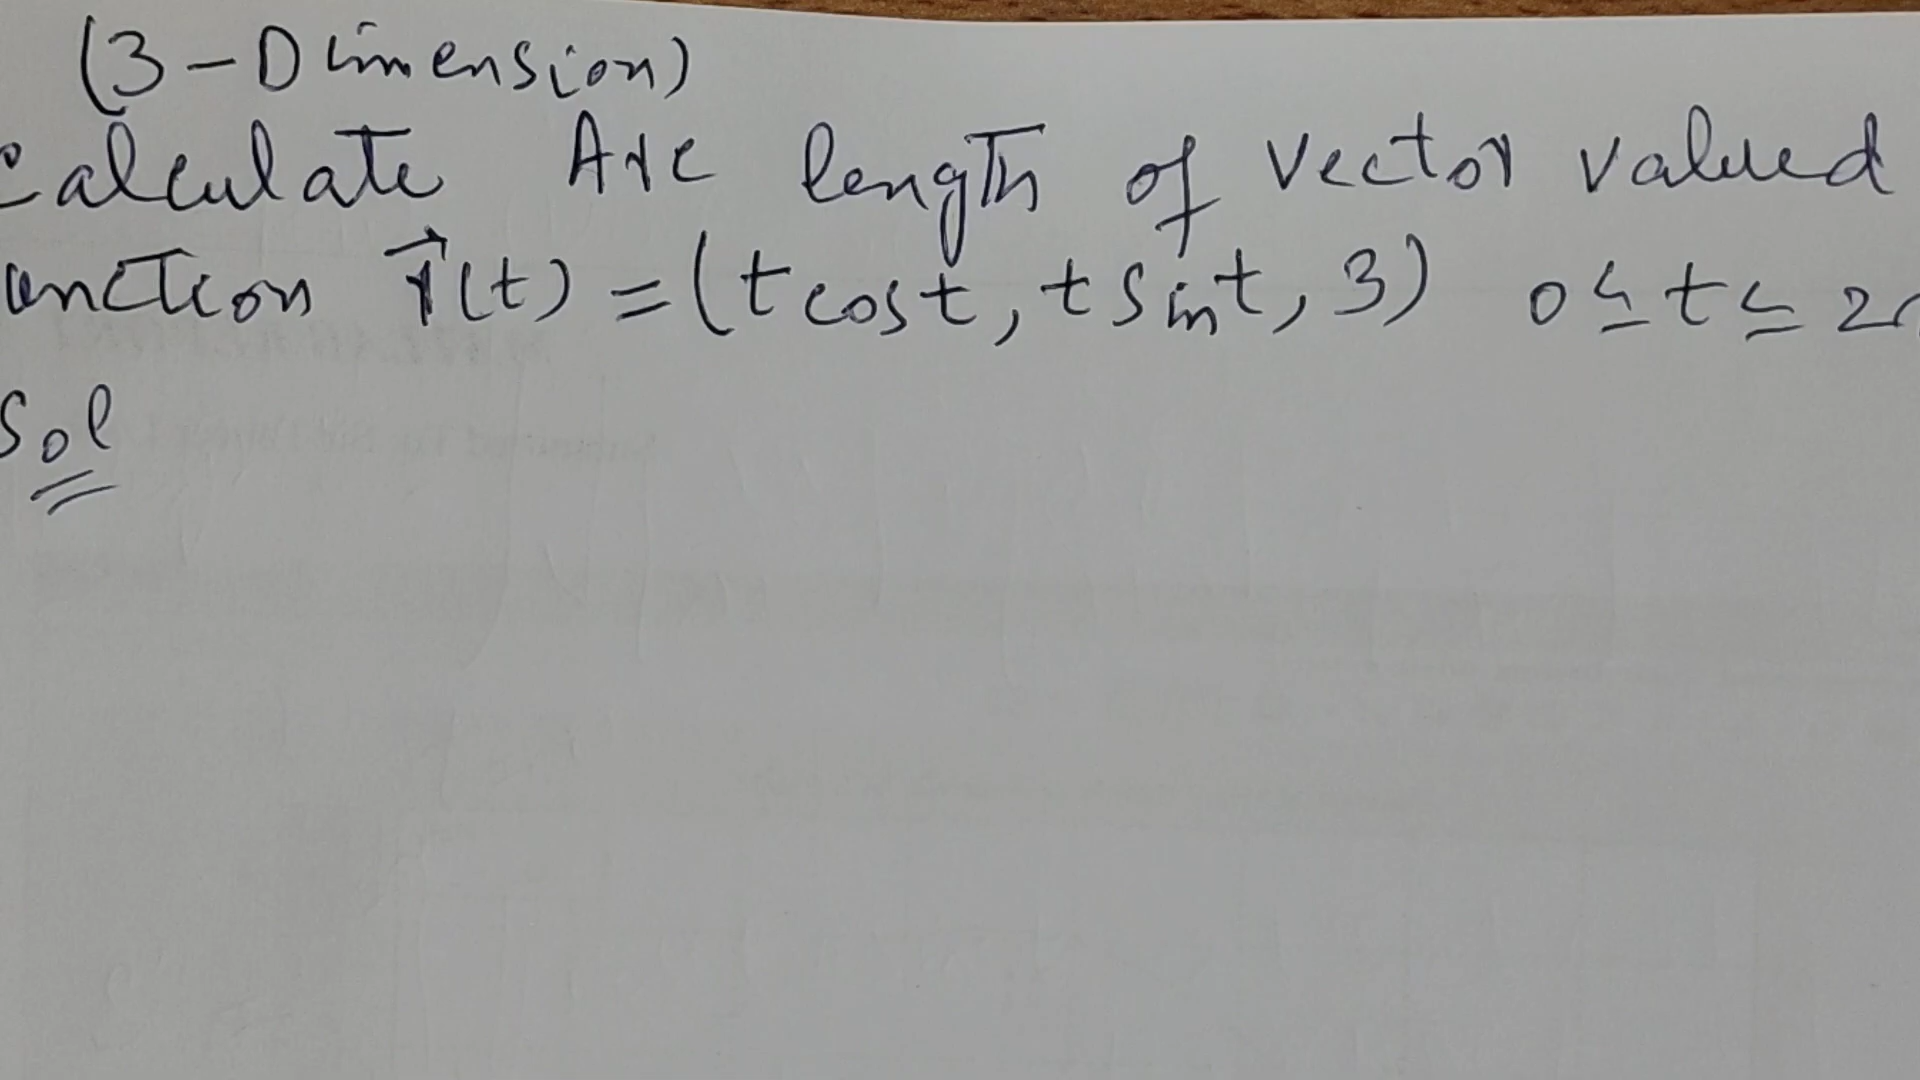 (3-Dimension)
calculate Arc length of vector valued
unction r⃗(t) = (t cost, t sint, 3) 0 ≤ t ≤ 2
Sol